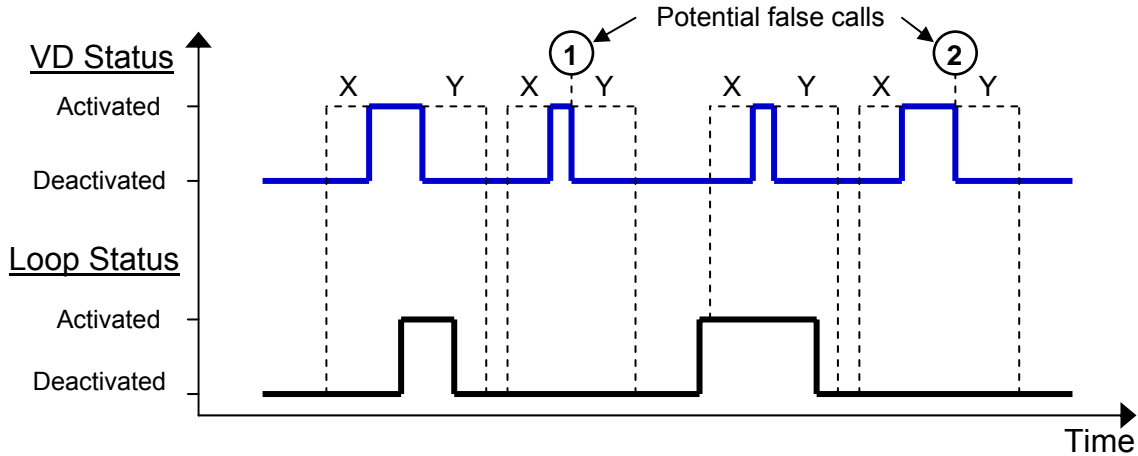 Potential false calls
1
2
VD Status
X Y X Y X Y X Y
Activated
Deactivated
Loop Status
Activated
Deactivated
Time